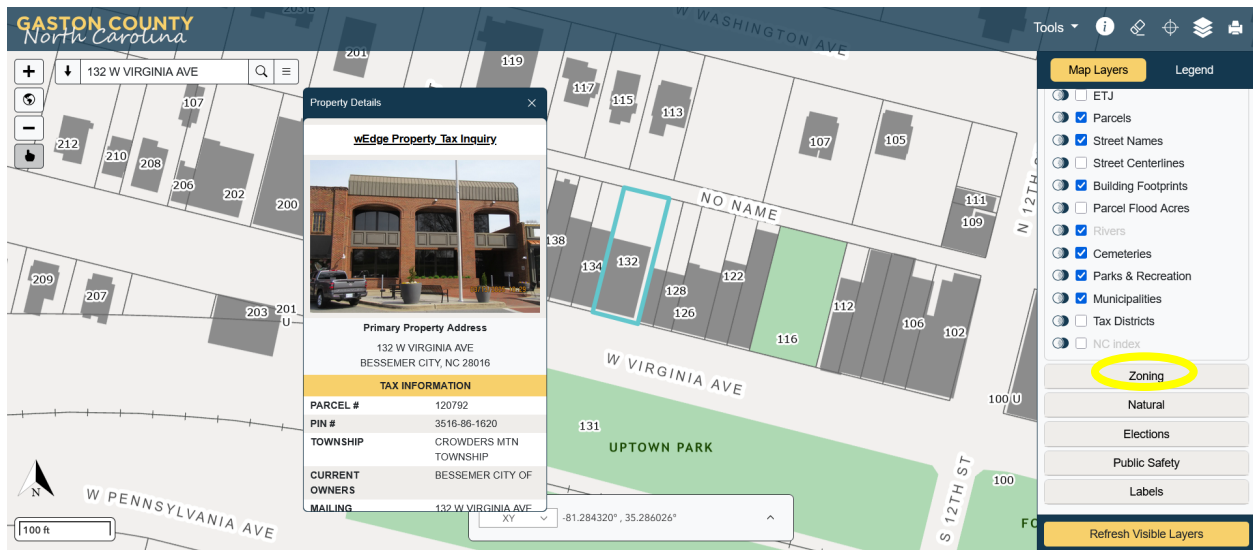 GASTON COUNTY
North Carolina
Tools
132 W VIRGINIA AVE
W WASHINGTON AVE
Map Layers
Legend
ETJ
Parcels
Street Names
Street Centerlines
Building Footprints
Parcel Flood Acres
Rivers
Cemeteries
Parks & Recreation
Municipalities
Tax Districts
NC index
Zoning
Natural
Elections
Public Safety
Labels
Refresh Visible Layers
Property Details
wEdge Property Tax Inquiry
Primary Property Address
132 W VIRGINIA AVE
BESSEMER CITY, NC 28016
TAX INFORMATION
PARCEL # 120792
PIN # 3516-86-1620
TOWNSHIP CROWDERS MTN
TOWNSHIP
CURRENT BESSEMER CITY OF
OWNERS
MAILING 132 W VIRGINIA AVE
201
119
107
117
115
113
107
105
212
210
208
206
202
200
111
109
NO NAME
138
134
132
128
126
122
116
112
106
102
209
207
203
201
U
W VIRGINIA AVE
100 U
131
UPTOWN PARK
100
N 12TH
S 12TH ST
W PENNSYLVANIA AVE
N
100 ft
XY
-81.284320° , 35.286026°